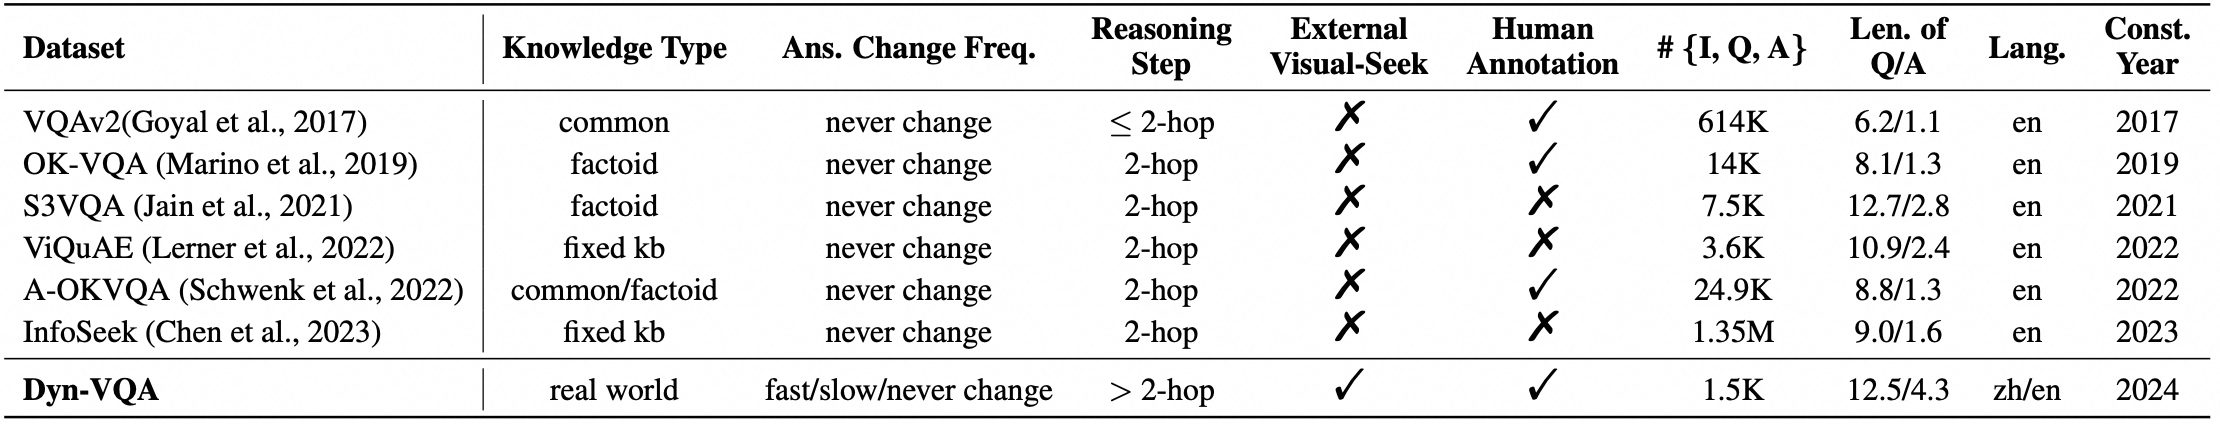 Dataset Knowledge Type Ans. Change Freq. Reasoning Step External Visual-Seek Human Annotation # {I, Q, A} Len. of Q/A Lang. Const. Year
VQAv2(Goyal et al., 2017) common never change ≤ 2-hop ✗ ✓ 614K 6.2/1.1 en 2017
OK-VQA (Marino et al., 2019) factoid never change 2-hop ✗ ✓ 14K 8.1/1.3 en 2019
S3VQA (Jain et al., 2021) factoid never change 2-hop ✗ ✗ 7.5K 12.7/2.8 en 2021
ViQuAE (Lerner et al., 2022) fixed kb never change 2-hop ✗ ✗ 3.6K 10.9/2.4 en 2022
A-OKVQA (Schwenk et al., 2022) common/factoid never change 2-hop ✗ ✓ 24.9K 8.8/1.3 en 2022
InfoSeek (Chen et al., 2023) fixed kb never change 2-hop ✗ ✗ 1.35M 9.0/1.6 en 2023
Dyn-VQA real world fast/slow/never change > 2-hop ✓ ✓ 1.5K 12.5/4.3 zh/en 2024